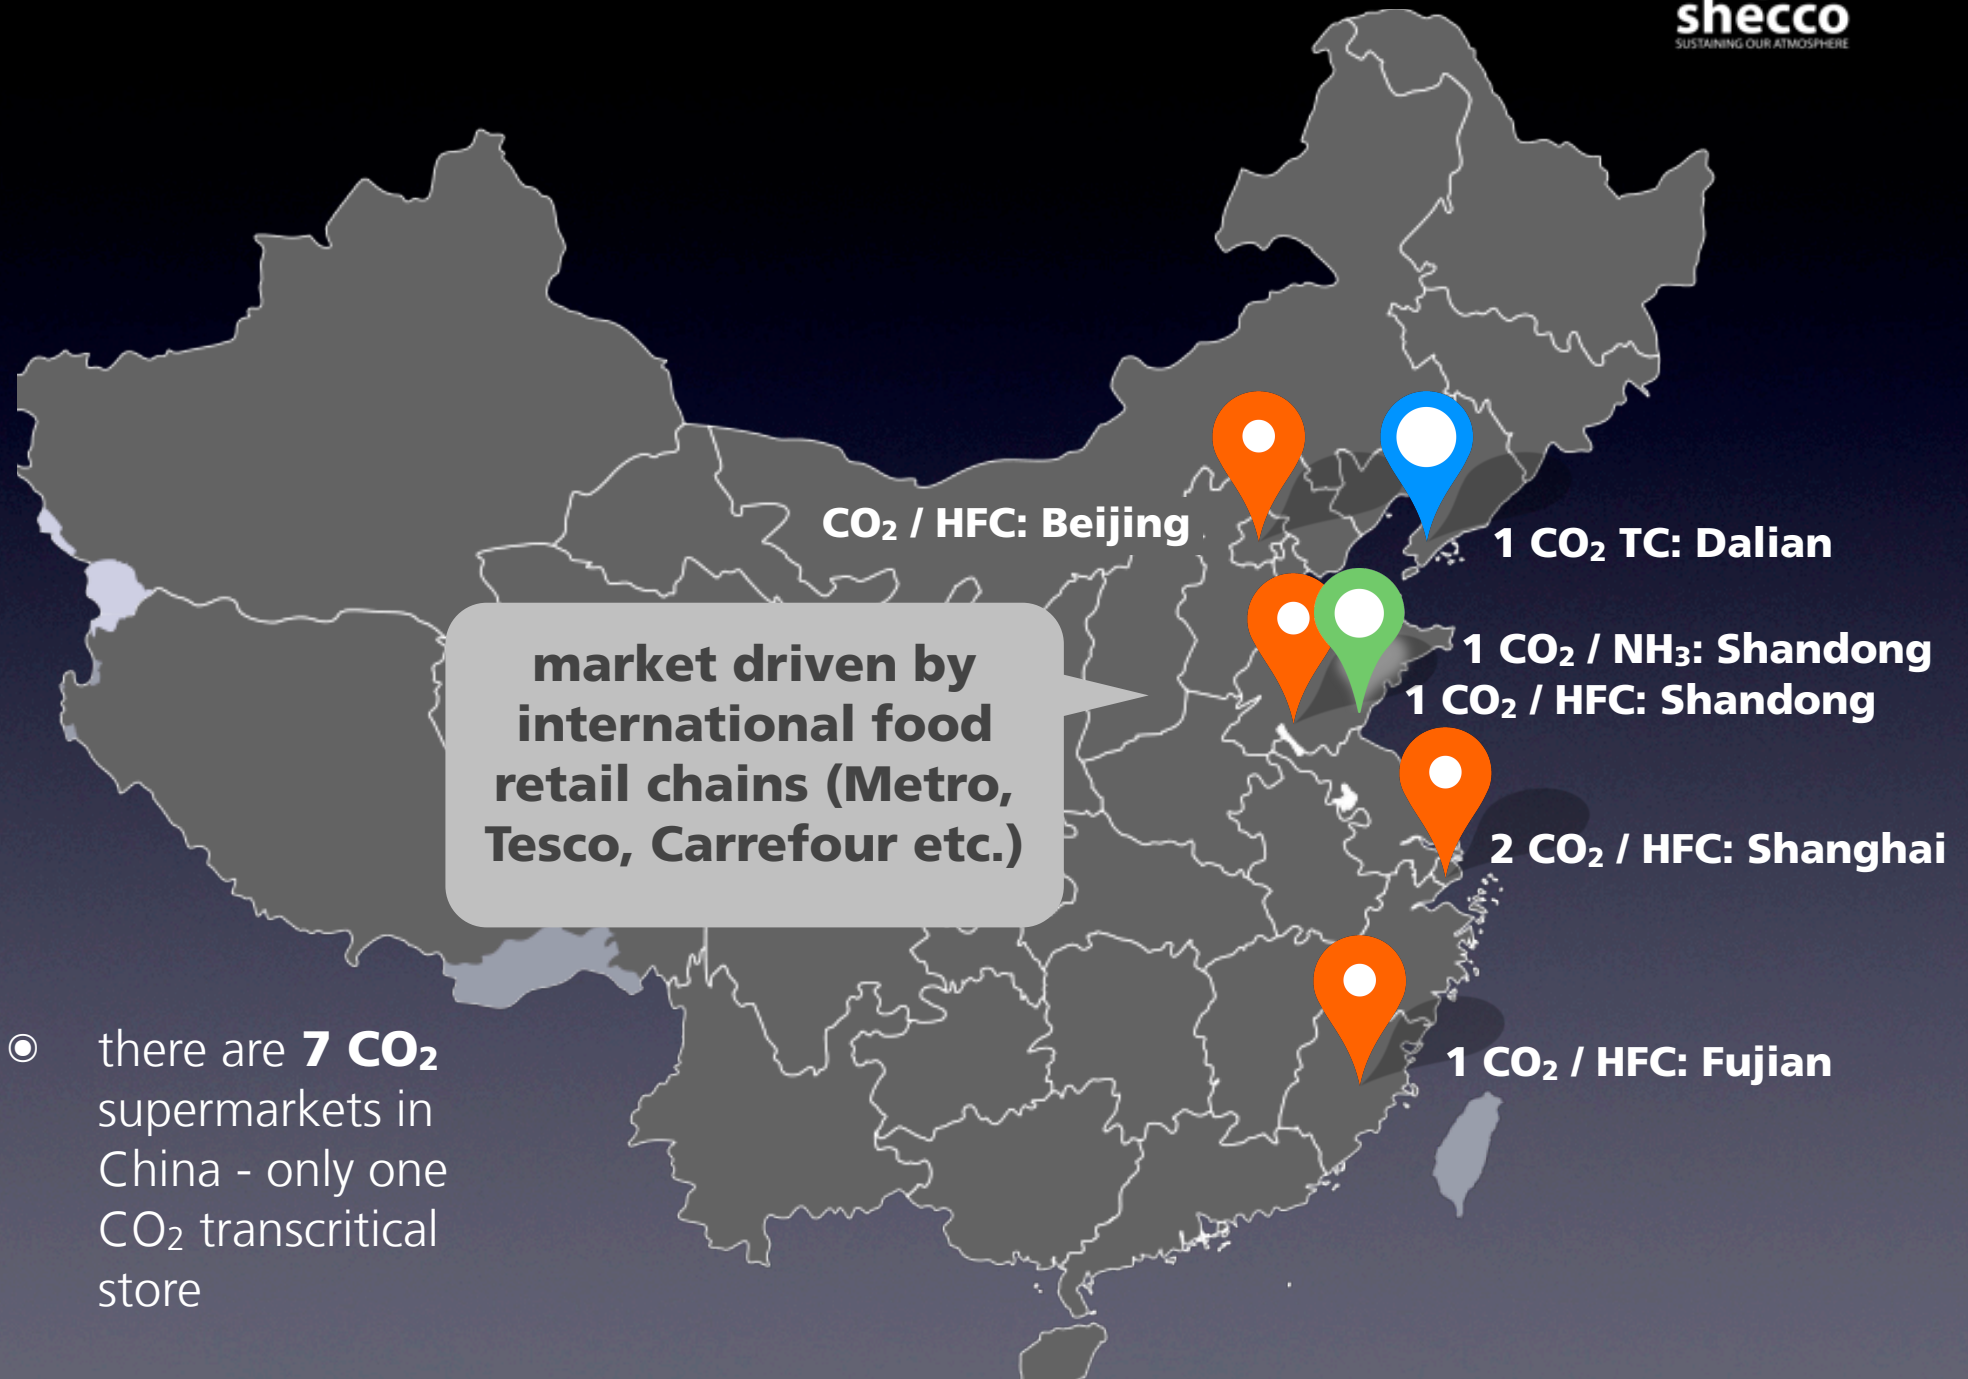 shecco
SUSTAINING OUR ATMOSPHERE
CO₂ / HFC: Beijing
1 CO₂ TC: Dalian
1 CO₂ / NH₃: Shandong
1 CO₂ / HFC: Shandong
market driven by
international food
retail chains (Metro,
Tesco, Carrefour etc.)
2 CO₂ / HFC: Shanghai
1 CO₂ / HFC: Fujian
there are 7 CO₂
supermarkets in
China - only one
CO₂ transcritical
store